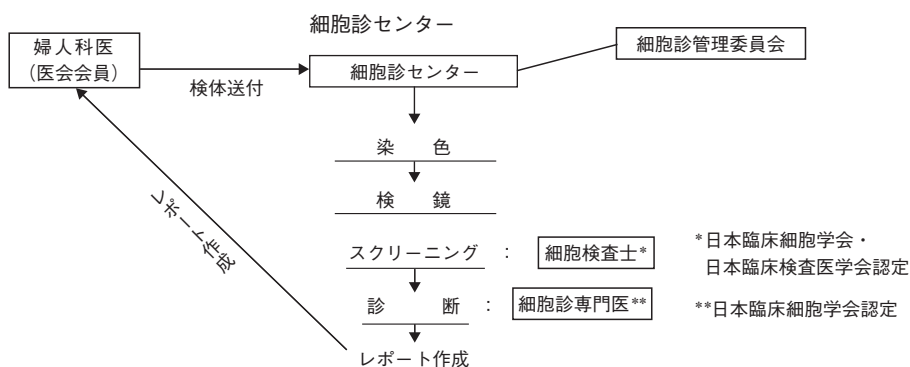 細胞診センター
婦人科医
（医会会員）
検体送付
細胞診センター
細胞診管理委員会
染　色
検　鏡
スクリーニング　：　細胞検査士*
*日本臨床細胞学会・
日本臨床検査医学会認定
診　断　：　細胞診専門医**
**日本臨床細胞学会認定
レポート作成
レポート作成